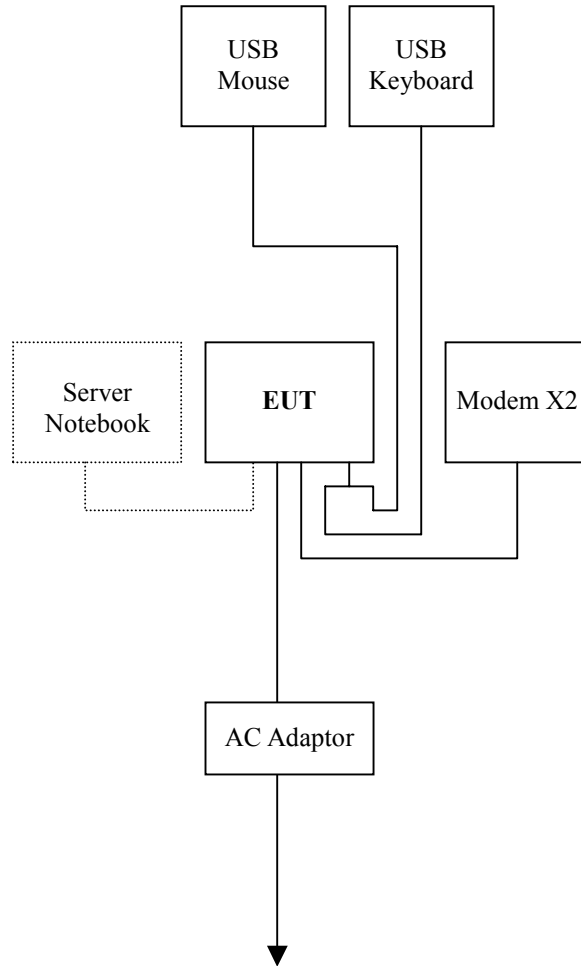 USB
Mouse
USB
Keyboard
Server
Notebook
EUT
Modem X2
AC Adaptor